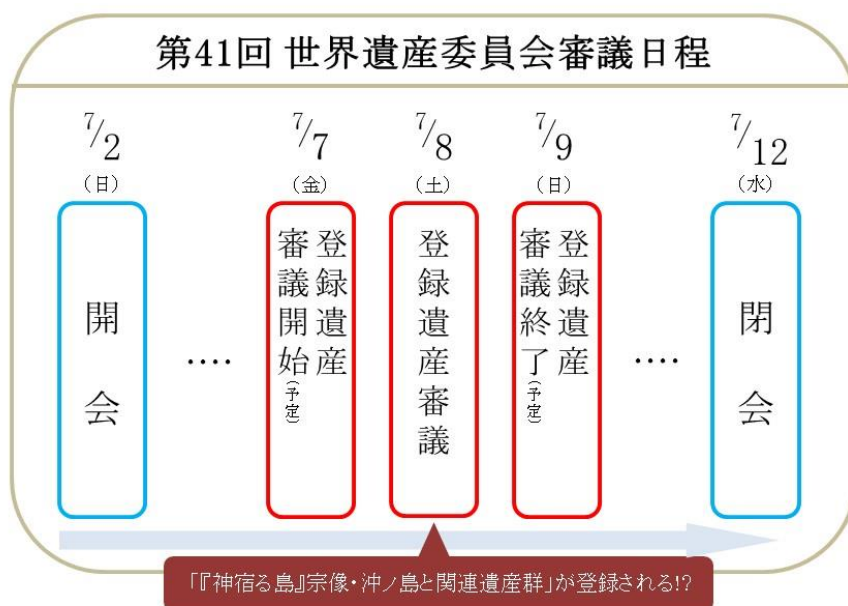 第41回 世界遺産委員会審議日程
7/2
(日)
開会
‥‥
7/7
(金)
登録遺産
審議開始(予定)
7/8
(土)
登録遺産審議
7/9
(日)
登録遺産
審議終了(予定)
‥‥
7/12
(水)
閉会
「『神宿る島』宗像・沖ノ島と関連遺産群」が登録される!?